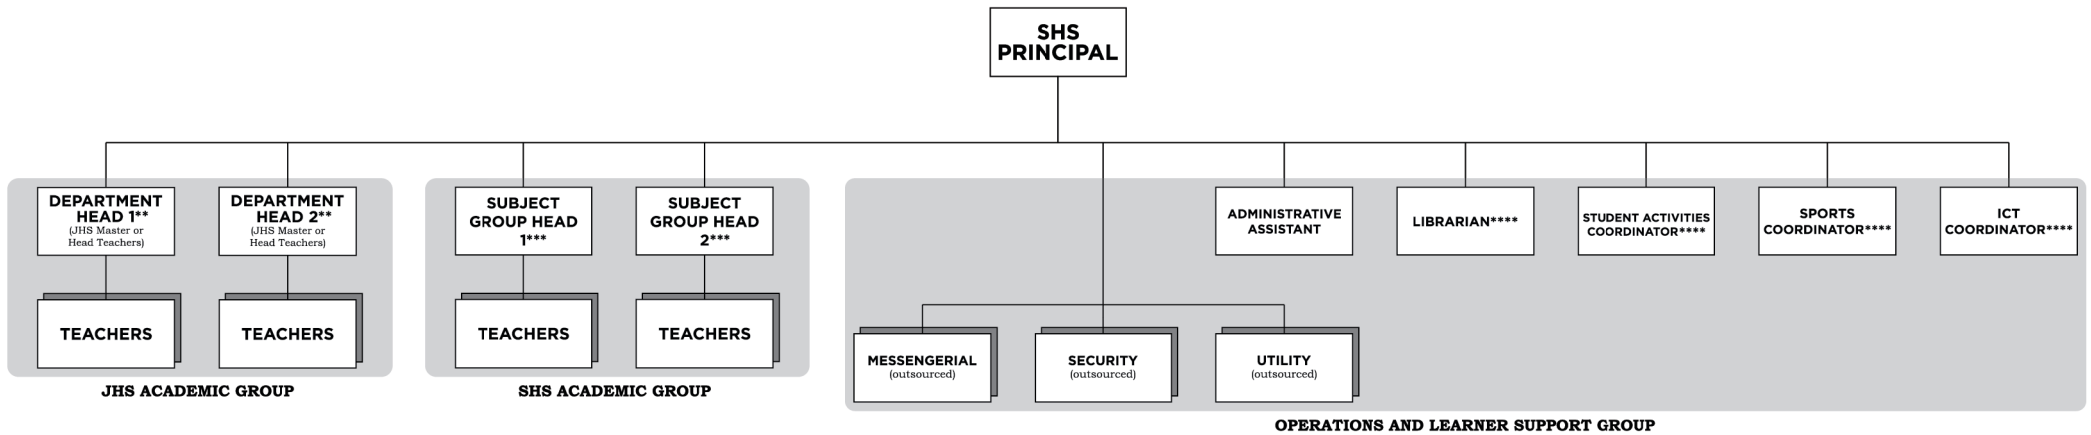 SHS
PRINCIPAL
DEPARTMENT
HEAD 1**
(JHS Master or
Head Teachers)
DEPARTMENT
HEAD 2**
(JHS Master or
Head Teachers)
TEACHERS
TEACHERS
JHS ACADEMIC GROUP
SUBJECT
GROUP HEAD
1***
SUBJECT
GROUP HEAD
2***
TEACHERS
TEACHERS
SHS ACADEMIC GROUP
ADMINISTRATIVE
ASSISTANT
LIBRARIAN****
STUDENT ACTIVITIES
COORDINATOR****
SPORTS
COORDINATOR****
ICT
COORDINATOR****
MESSENGERIAL
(outsourced)
SECURITY
(outsourced)
UTILITY
(outsourced)
OPERATIONS AND LEARNER SUPPORT GROUP